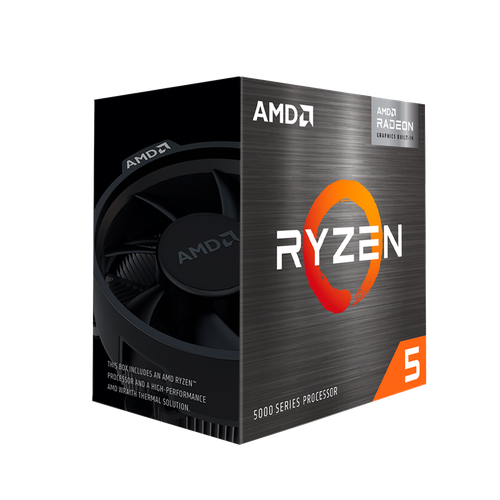 AMD
AMD
THIS BOX INCLUDES AN AMD RYZEN™
PROCESSOR AND A HIGH-PERFORMANCE
AMD WRAITH THERMAL SOLUTION.
AMD
AMD
RADEON
GRAPHICS BUILT-IN
RYZEN
5
5000 SERIES PROCESSOR